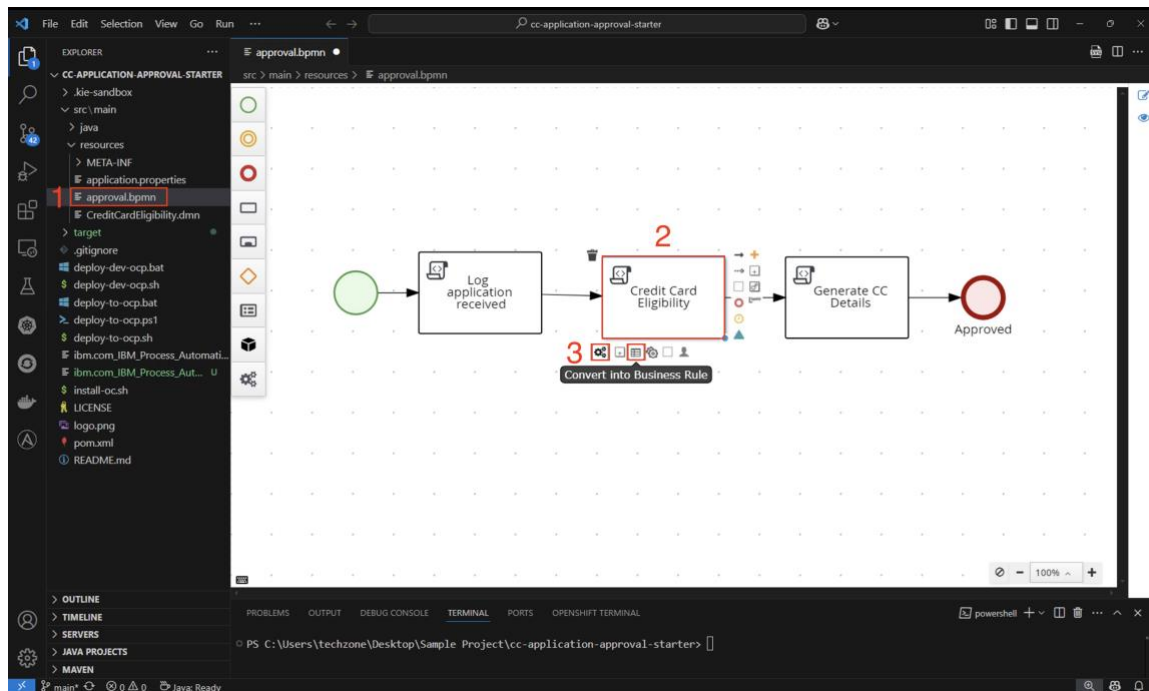 File Edit Selection View Go Run ...
cc-application-approval-starter
EXPLORER
approval.bpmn
CC-APPLICATION-APPROVAL-STARTER
src > main > resources > approval.bpmn
> .kie-sandbox
src \ main
> java
resources
> META-INF
application.properties
1
approval.bpmn
CreditCardEligibility.dmn
> target
.gitignore
deploy-dev-ocp.bat
deploy-dev-ocp.sh
deploy-to-ocp.bat
deploy-to-ocp.ps1
deploy-to-ocp.sh
ibm.com_IBM_Process_Automati...
ibm.com_IBM_Process_Aut... U
install-oc.sh
LICENSE
logo.png
pom.xml
README.md
1
42
2
Log
application
received
Credit Card
Eligibility
Generate CC
Details
Approved
3
Convert into Business Rule
100%
> OUTLINE
> TIMELINE
> SERVERS
> JAVA PROJECTS
> MAVEN
PROBLEMS OUTPUT DEBUG CONSOLE TERMINAL PORTS OPENSHIFT TERMINAL
powershell
PS C:\Users\techzone\Desktop\Sample Project\cc-application-approval-starter>
main* 0 0 Java: Ready